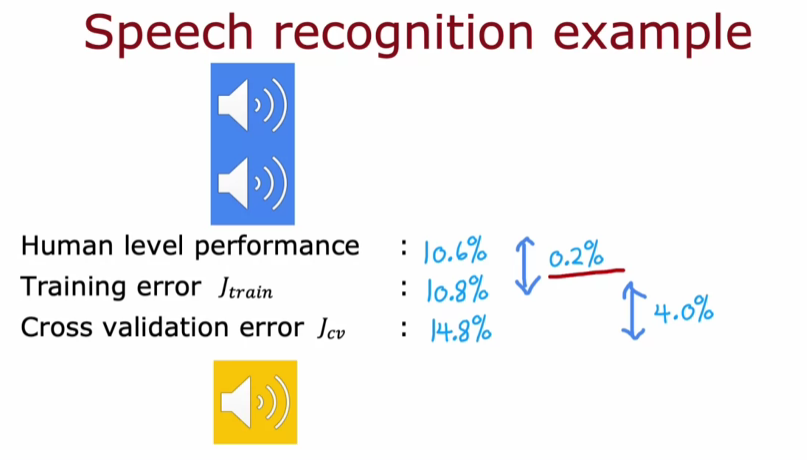 Speech recognition example
Human level performance : 10.6% 0.2%
Training error J_train : 10.8%
4.0%
Cross validation error J_cv : 14.8%